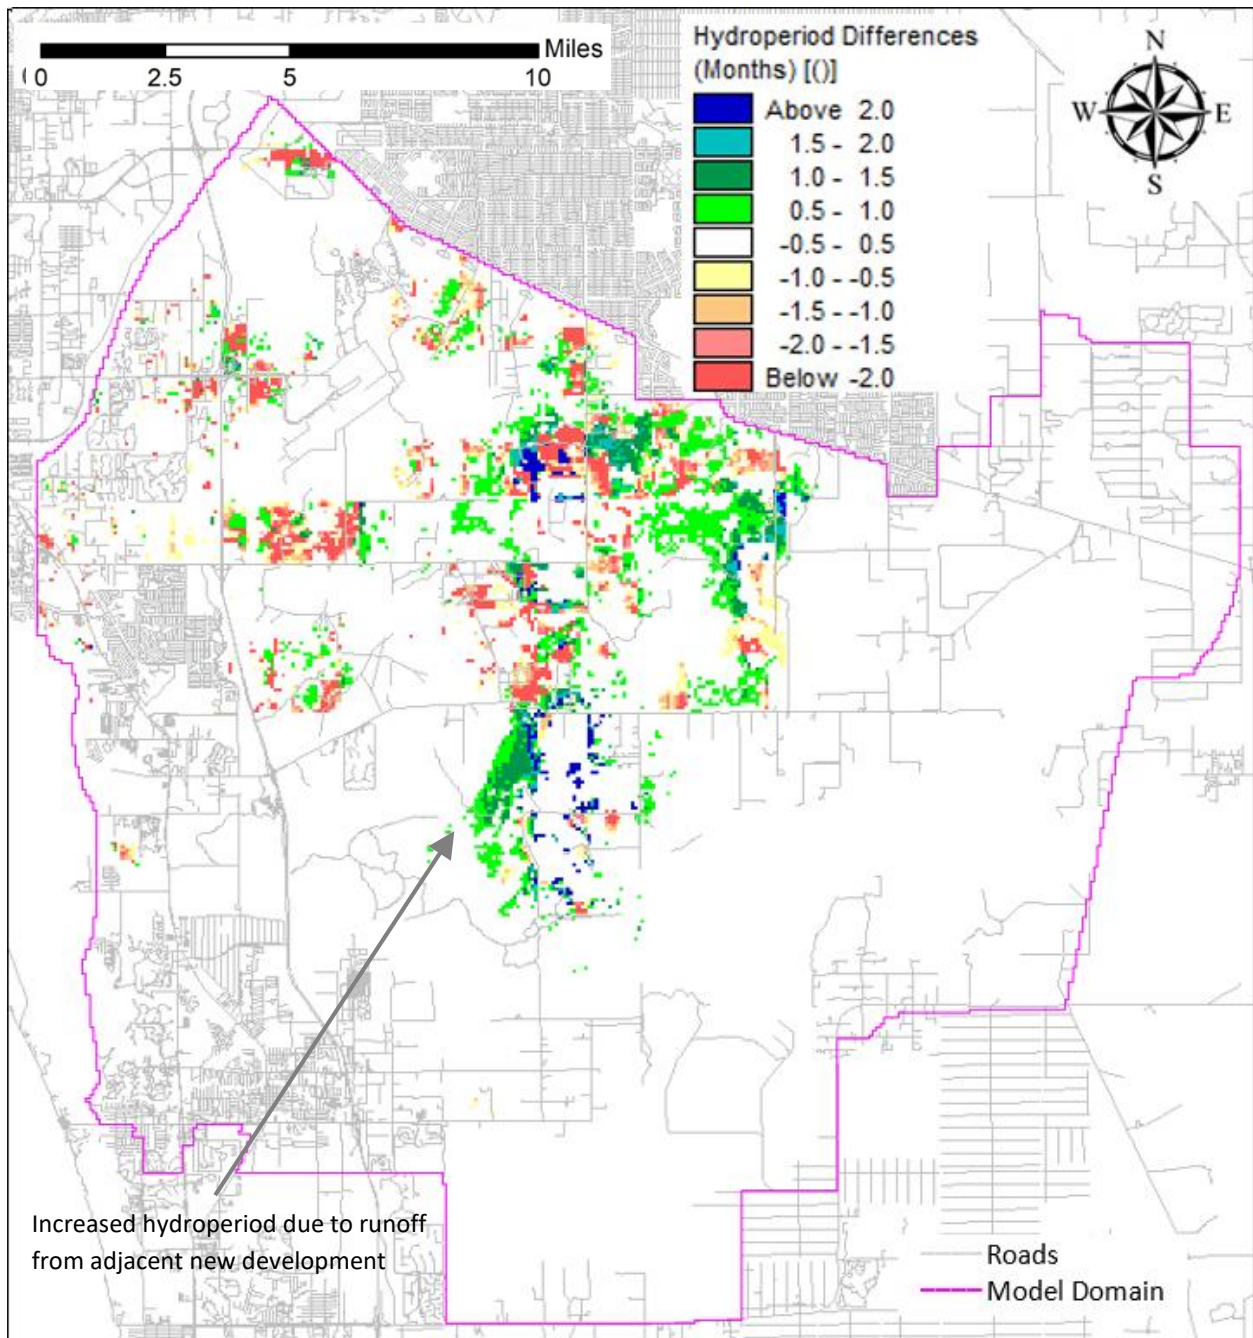 Miles
0 2.5 5 10
Hydroperiod Differences
(Months) [()]
Above 2.0
1.5 - 2.0
1.0 - 1.5
0.5 - 1.0
-0.5 - 0.5
-1.0 - -0.5
-1.5 - -1.0
-2.0 - -1.5
Below -2.0
N
W E
S
Increased hydroperiod due to runoff
from adjacent new development
Roads
Model Domain